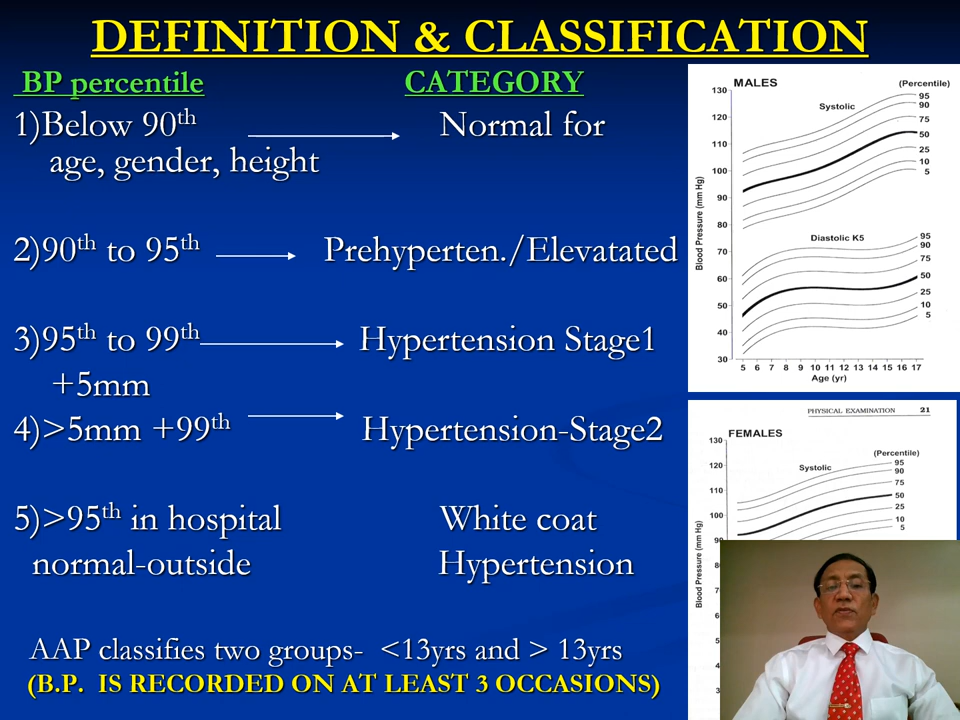 DEFINITION & CLASSIFICATION
BP percentile CATEGORY
1)Below 90th Normal for
age, gender, height
2)90th to 95th Prehyperten./Elevatated
3)95th to 99th Hypertension Stage1
+5mm
4)>5mm +99th Hypertension-Stage2
5)>95th in hospital White coat
normal-outside Hypertension
AAP classifies two groups- <13yrs and > 13yrs
(B.P. IS RECORDED ON AT LEAST 3 OCCASIONS)
MALES (Percentile)
Systolic
95
90
75
50
25
10
5
Diastolic K5
95
90
75
50
25
10
5
Blood Pressure (mm Hg)
130
120
110
100
90
80
70
60
50
40
30
5 6 7 8 9 10 11 12 13 14 15 16 17
Age (yr)
PHYSICAL EXAMINATION 21
FEMALES
(Percentile)
Systolic
95
90
75
50
25
10
5
Blood Pressure (mm Hg)
130
120
110
100